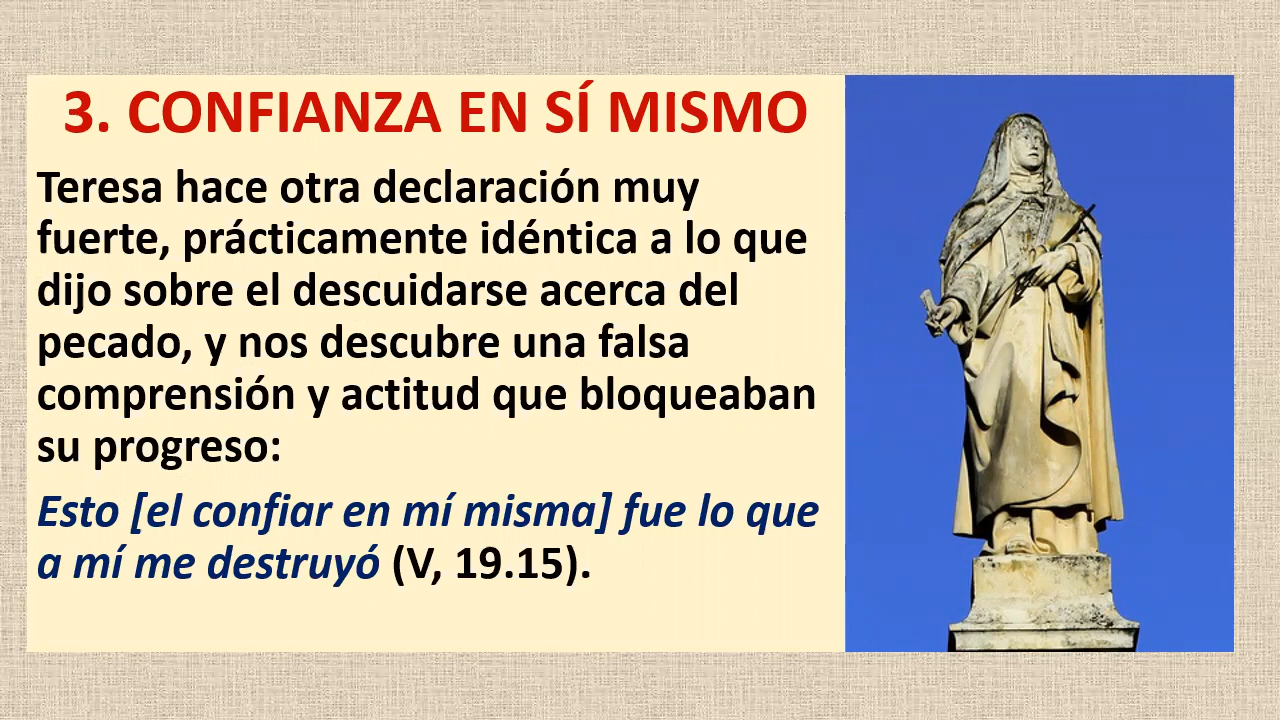 3. CONFIANZA EN SÍ MISMO
Teresa hace otra declaración muy
fuerte, prácticamente idéntica a lo que
dijo sobre el descuidarse acerca del
pecado, y nos descubre una falsa
comprensión y actitud que bloqueaban
su progreso:
Esto [el confiar en mí misma] fue lo que
a mí me destruyó (V, 19.15).